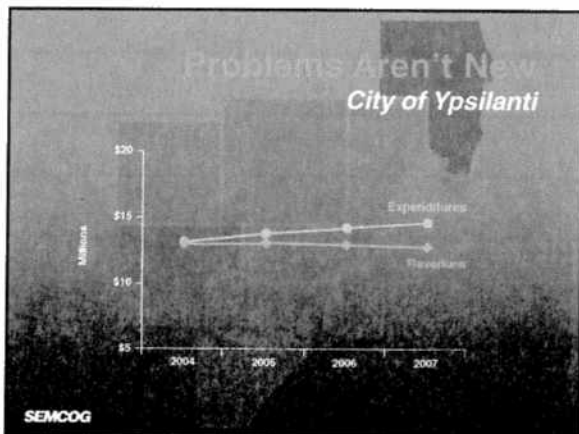 Problems Aren't New
City of Ypsilanti
$20
$15
$10
$5
Millions
Expenditures
Revenues
2004
2005
2006
2007
SEMCOG